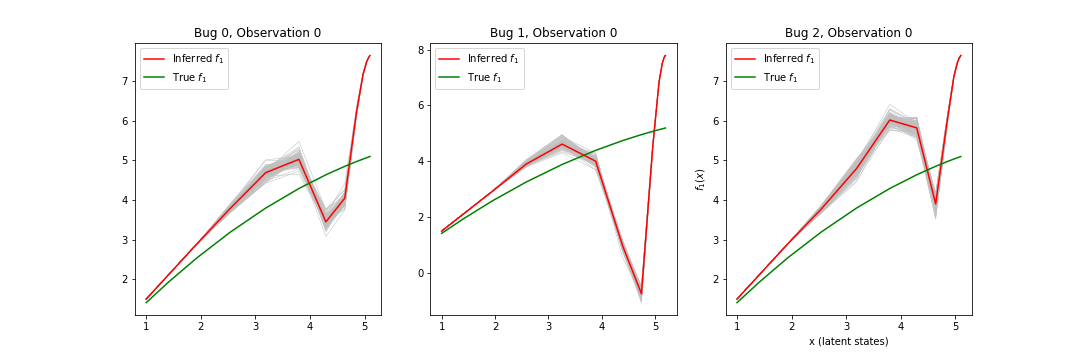 Bug 0, Observation 0
Inferred f₁
True f₁
7
6
5
4
3
2
1 2 3 4 5
Bug 1, Observation 0
Inferred f₁
True f₁
8
6
4
2
0
1 2 3 4 5
Bug 2, Observation 0
Inferred f₁
True f₁
f₁(x)
7
6
5
4
3
2
1 2 3 4 5
x (latent states)